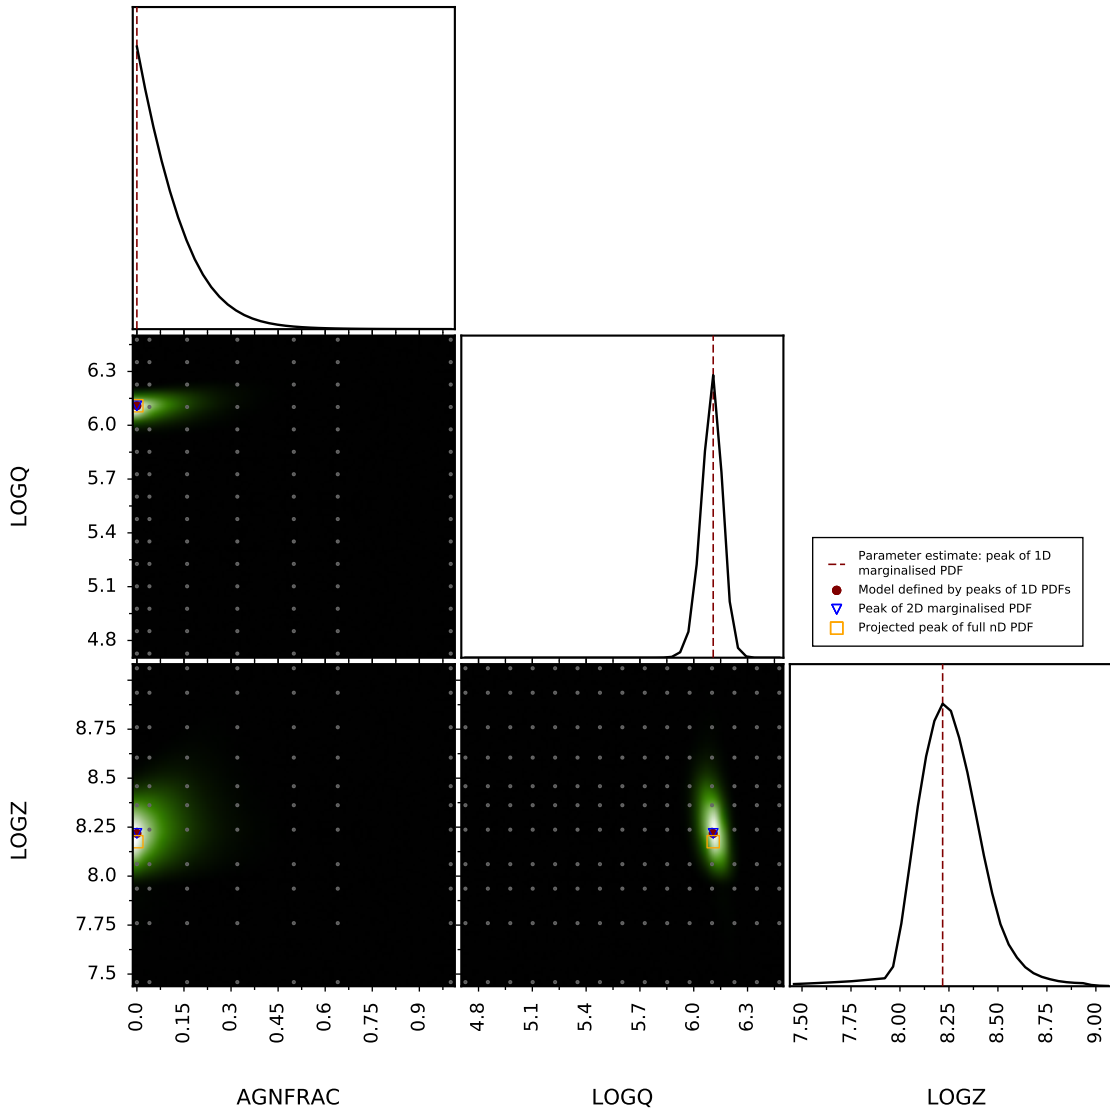 6.3
6.0
5.7
5.4
5.1
4.8
LOGQ
Parameter estimate: peak of 1D
marginalised PDF
Model defined by peaks of 1D PDFs
Peak of 2D marginalised PDF
Projected peak of full nD PDF
8.75
8.5
8.25
8.0
7.75
7.5
LOGZ
0.0 0.15 0.3 0.45 0.6 0.75 0.9
4.8 5.1 5.4 5.7 6.0 6.3
7.50 7.75 8.00 8.25 8.50 8.75 9.00
AGNFRAC LOGQ LOGZ